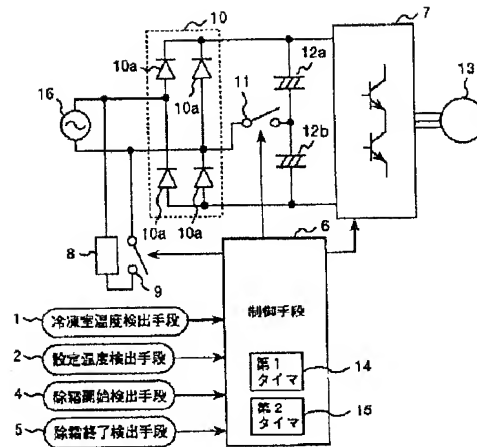 10
7
10a
10a
12a
11
13
16
12b
10a
10a
6
8
9
制御手段
1 冷凍室温度検出手段
第1タイマ 14
2 設定温度検出手段
4 除霜開始検出手段
第2タイマ 15
5 除霜終了検出手段